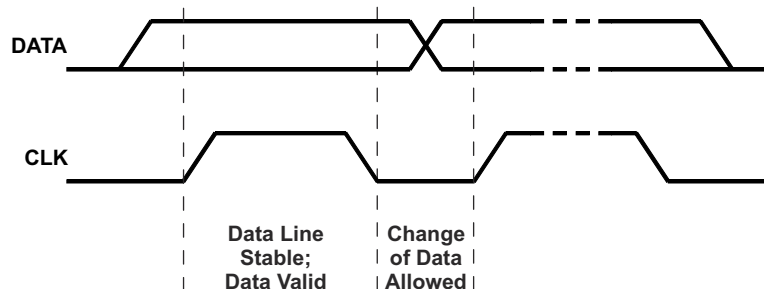 DATA
CLK
Data Line
Stable;
Data Valid
Change
of Data
Allowed